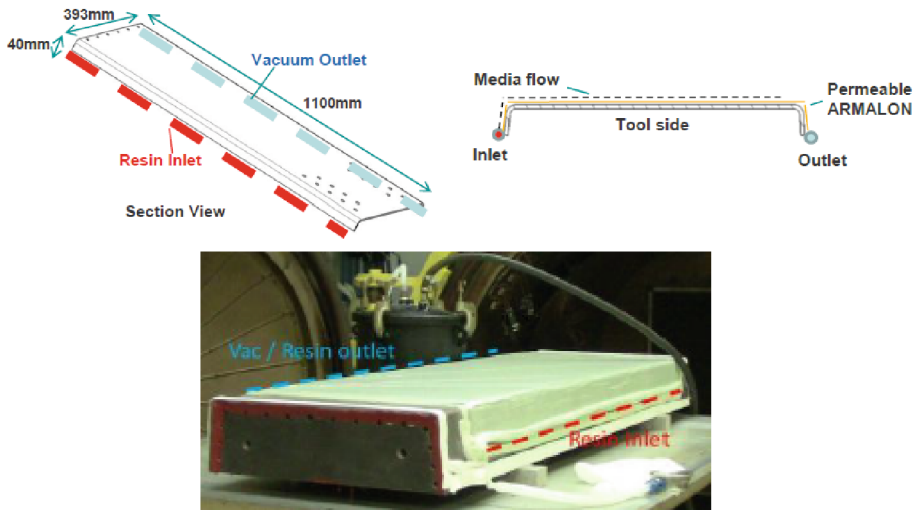 393mm
40mm
Vacuum Outlet
1100mm
Resin Inlet
Section View
Media flow
Permeable
ARMALON
Tool side
Inlet
Outlet
Vac / Resin outlet
Resin Inlet